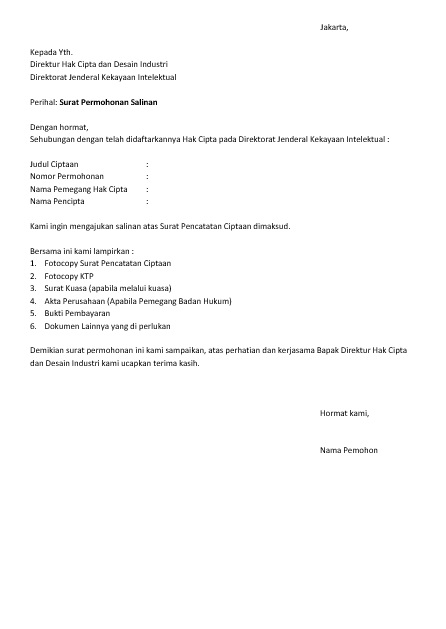 Jakarta,
Kepada Yth.
Direktur Hak Cipta dan Desain Industri
Direktorat Jenderal Kekayaan Intelektual
Perihal: Surat Permohonan Salinan
Dengan hormat,
Sehubungan dengan telah didaftarkannya Hak Cipta pada Direktorat Jenderal Kekayaan Intelektual :
Judul Ciptaan :
Nomor Permohonan :
Nama Pemegang Hak Cipta :
Nama Pencipta :
Kami ingin mengajukan salinan atas Surat Pencatatan Ciptaan dimaksud.
Bersama ini kami lampirkan :
1. Fotocopy Surat Pencatatan Ciptaan
2. Fotocopy KTP
3. Surat Kuasa (apabila melalui kuasa)
4. Akta Perusahaan (Apabila Pemegang Badan Hukum)
5. Bukti Pembayaran
6. Dokumen Lainnya yang di perlukan
Demikian surat permohonan ini kami sampaikan, atas perhatian dan kerjasama Bapak Direktur Hak Cipta
dan Desain Industri kami ucapkan terima kasih.
Hormat kami,
Nama Pemohon